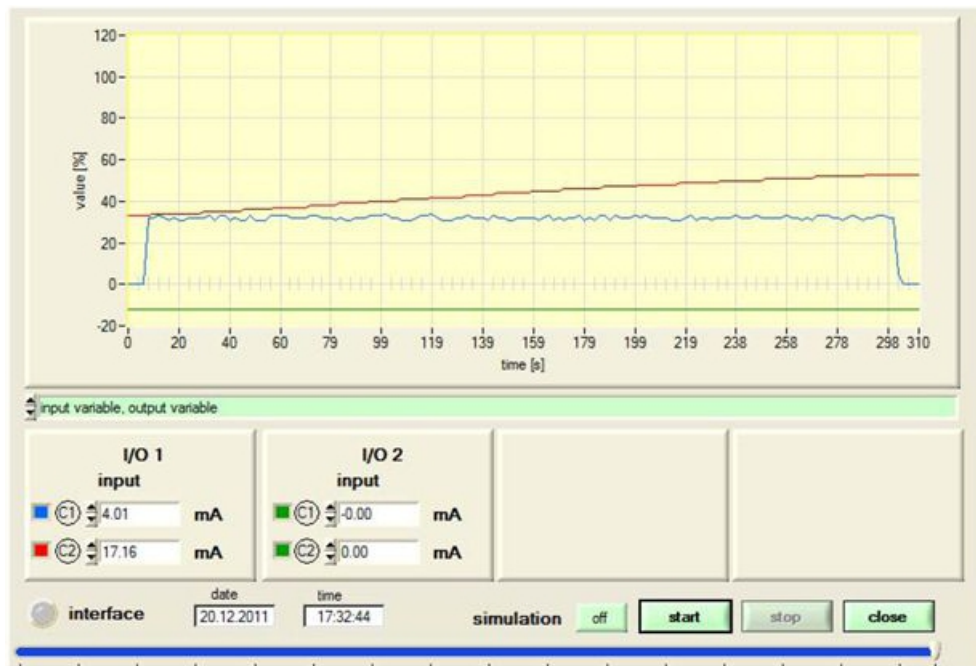 120
100
80
60
40
20
0
-20
value [%]
0 20 40 60 79 99 119 139 159 179 199 219 238 258 278 298 310
time [s]
input variable, output variable
I/O 1 I/O 2
input input
C1 4.01 mA C1 -0.00 mA
C2 17.16 mA C2 0.00 mA
date time
interface 20.12.2011 17:32:44 simulation off start stop close